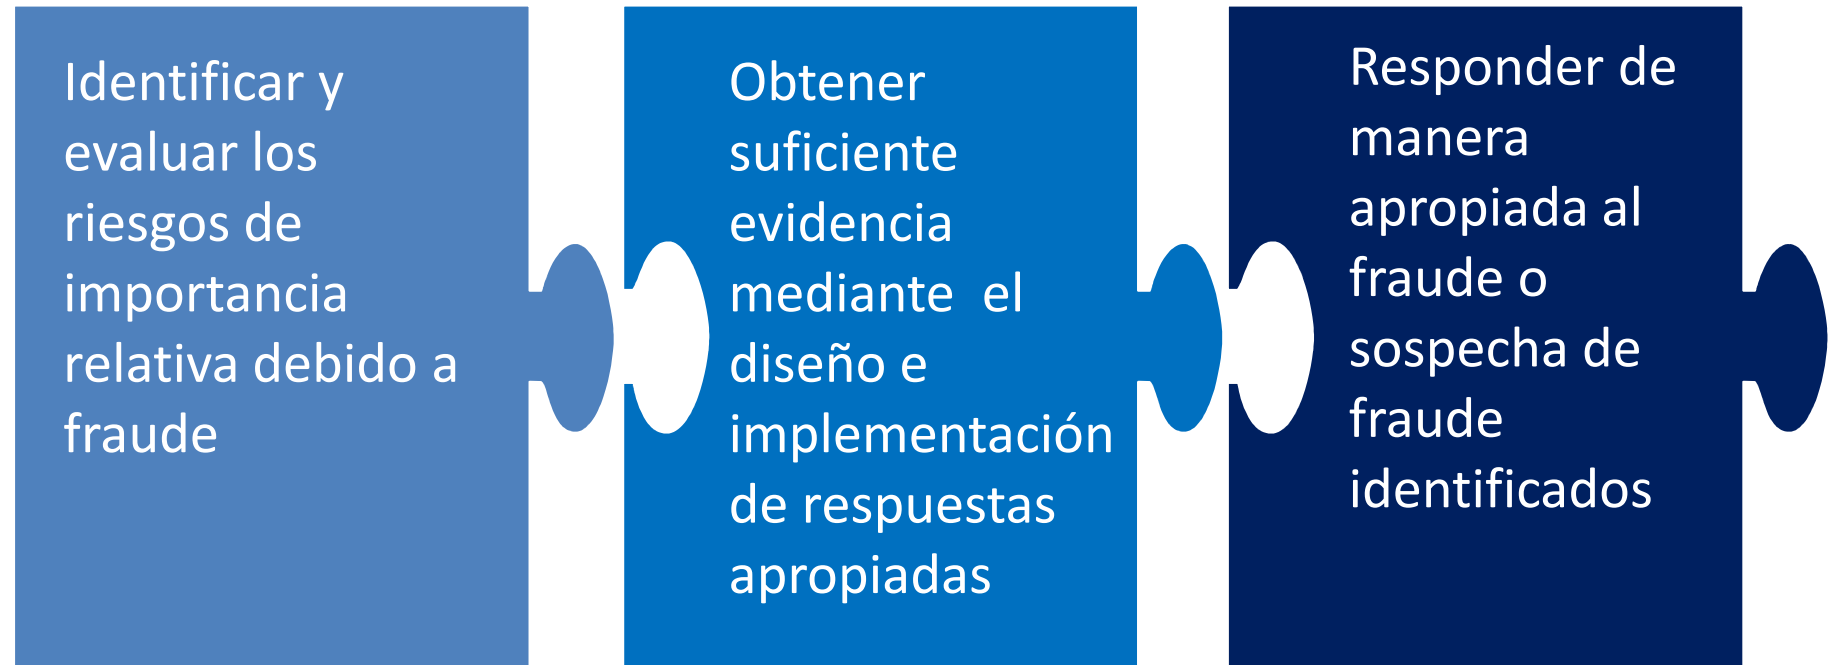 Identificar y
evaluar los
riesgos de
importancia
relativa debido a
fraude
Obtener
suficiente
evidencia
mediante  el
diseño e
implementación
de respuestas
apropiadas
Responder de
manera
apropiada al
fraude o
sospecha de
fraude
identificados